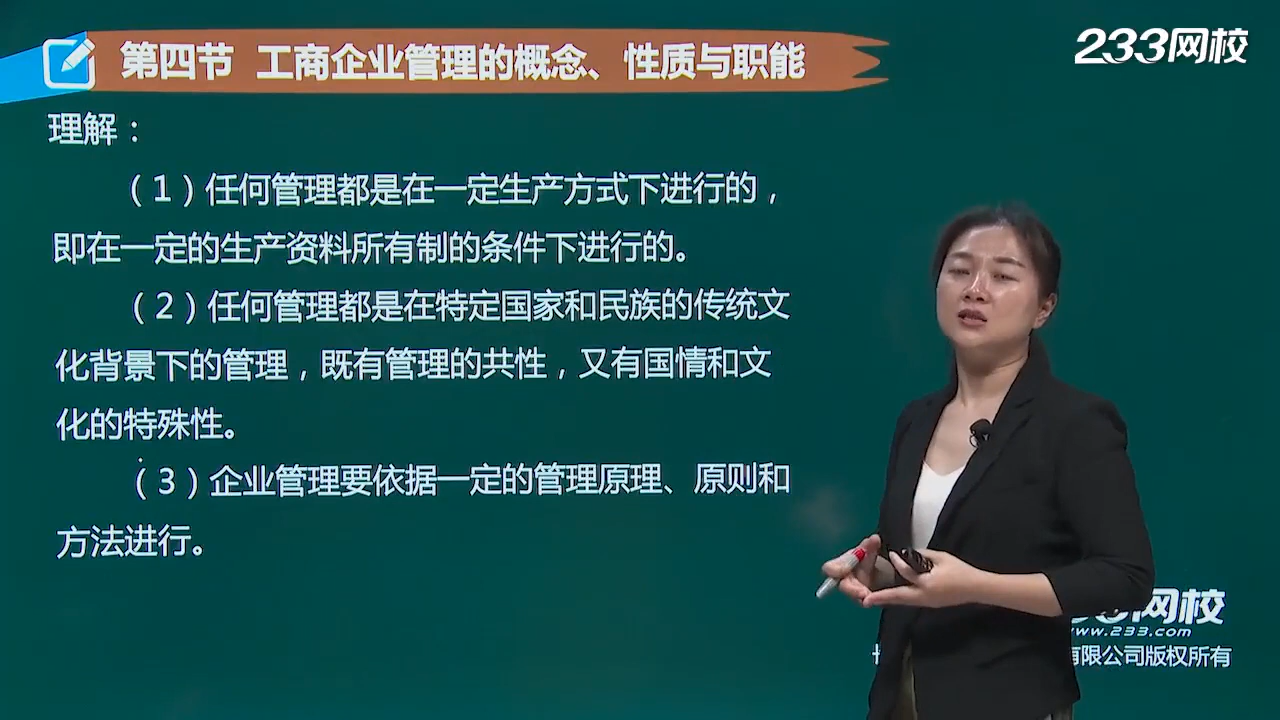 第四节 工商企业管理的概念、性质与职能
233网校
理解：
（1）任何管理都是在一定生产方式下进行的，
即在一定的生产资料所有制的条件下进行的。
（2）任何管理都是在特定国家和民族的传统文
化背景下的管理，既有管理的共性，又有国情和文
化的特殊性。
（3）企业管理要依据一定的管理原理、原则和
方法进行。
233网校
www.233.com
有限公司版权所有